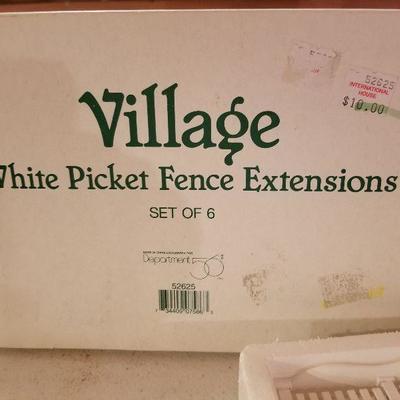 Village
White Picket Fence Extensions
SET OF 6
52625
INTERNATIONAL
HOUSE
$10.00
Department 56
52625